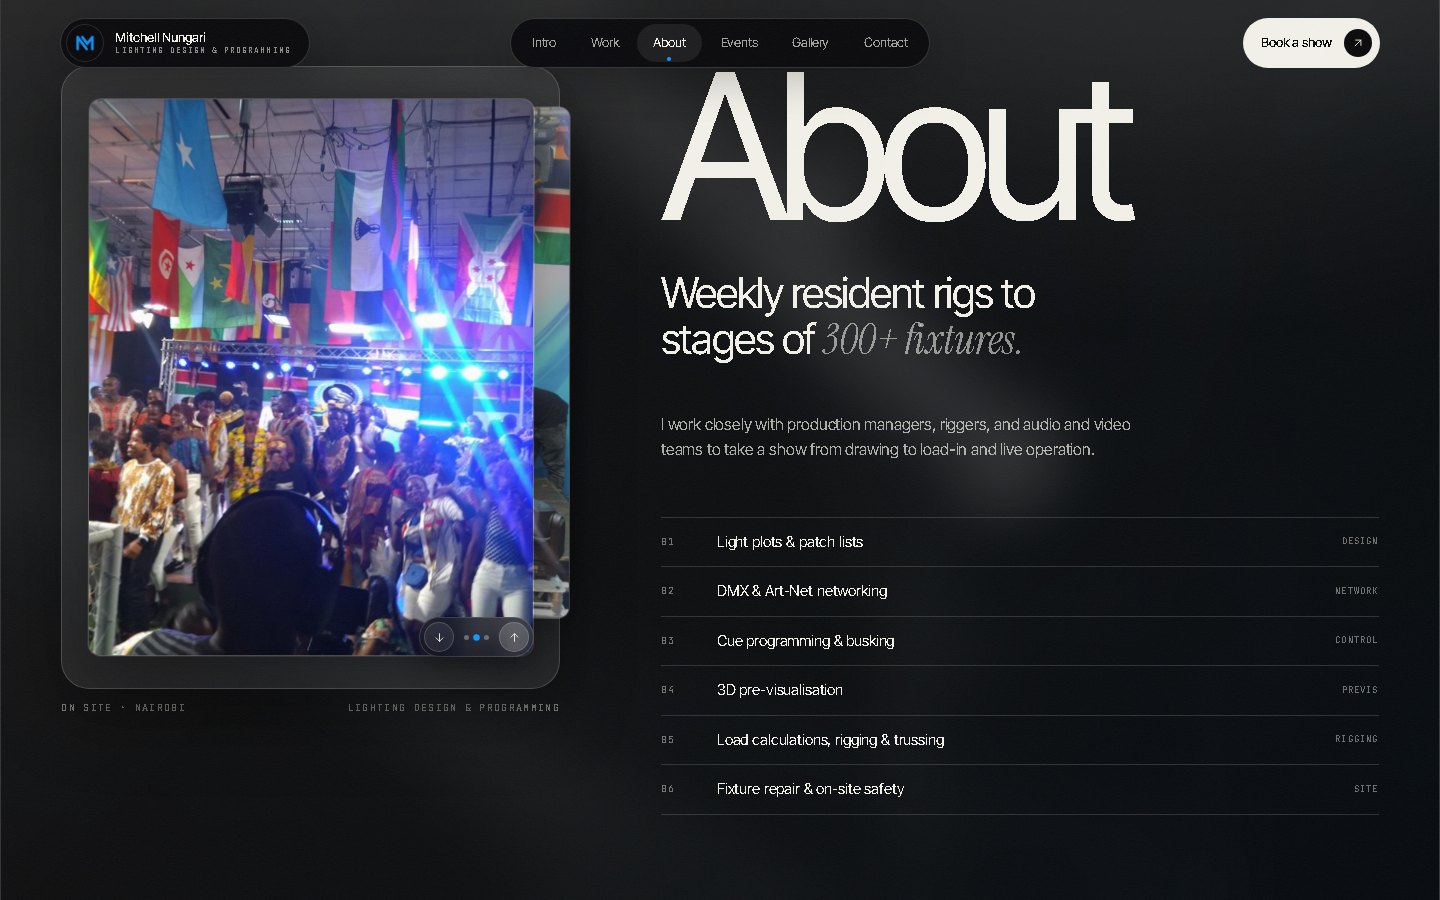 Mitchell Nungari
LIGHTING DESIGN & PROGRAMMING
Intro
Work
About
Events
Gallery
Contact
Book a show
About
Weekly resident rigs to
stages of 300+ fixtures.
I work closely with production managers, riggers, and audio and video
teams to take a show from drawing to load-in and live operation.
01 Light plots & patch lists DESIGN
02 DMX & Art-Net networking NETWORK
03 Cue programming & busking CONTROL
04 3D pre-visualisation PREVIS
05 Load calculations, rigging & trussing RIGGING
06 Fixture repair & on-site safety SITE
ON SITE · NAIROBI
LIGHTING DESIGN & PROGRAMMING